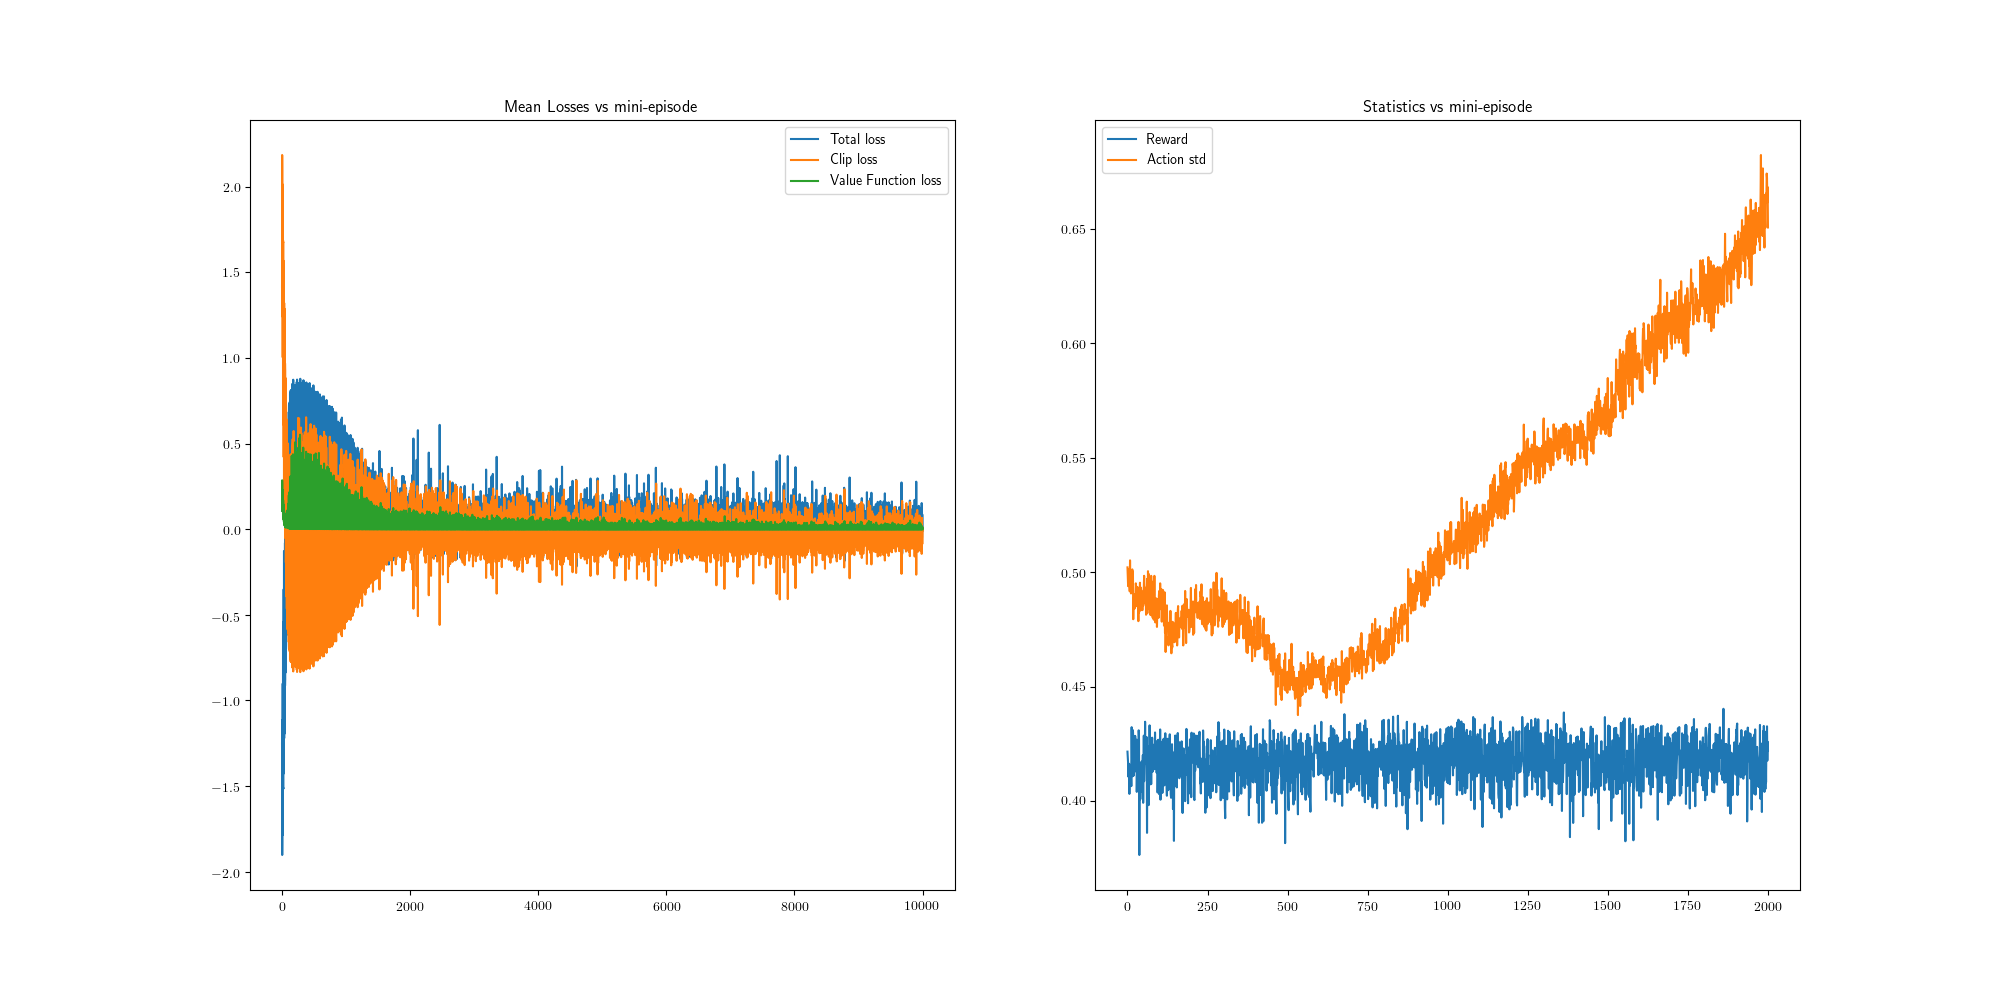 Mean Losses vs mini-episode
Total loss
Clip loss
Value Function loss
2.0
1.5
1.0
0.5
0.0
−0.5
−1.0
−1.5
−2.0
0 2000 4000 6000 8000 10000
Statistics vs mini-episode
Reward
Action std
0.65
0.60
0.55
0.50
0.45
0.40
0 250 500 750 1000 1250 1500 1750 2000